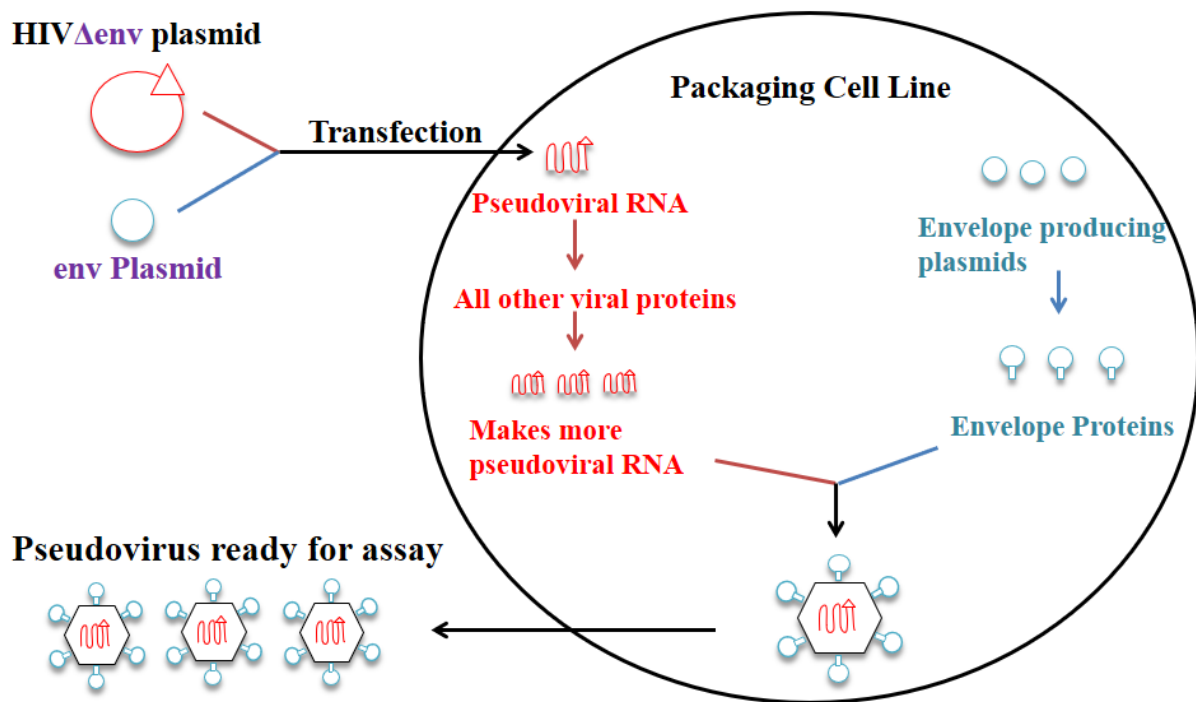 HIVΔenv plasmid
Transfection
env Plasmid
Packaging Cell Line
Pseudoviral RNA
All other viral proteins
Makes more
pseudoviral RNA
Envelope producing
plasmids
Envelope Proteins
Pseudovirus ready for assay